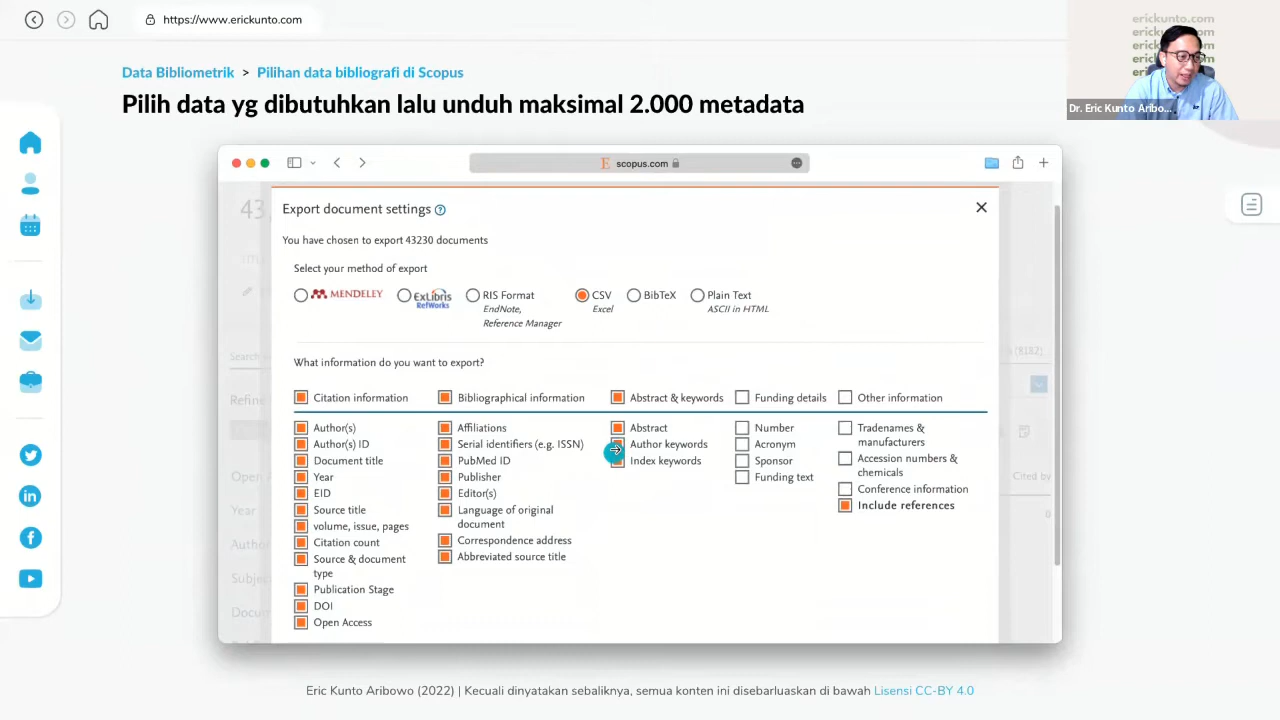 https://www.erickunto.com
erickunto.com
Dr. Eric Kunto Aribo...
Data Bibliometrik > Pilihan data bibliografi di Scopus
Pilih data yg dibutuhkan lalu unduh maksimal 2.000 metadata
scopus.com
Export document settings
You have chosen to export 43230 documents
Select your method of export
MENDELEY
ExLibris
RefWorks
RIS Format
EndNote,
Reference Manager
CSV
Excel
BibTeX
Plain Text
ASCII in HTML
What information do you want to export?
Citation information
Author(s)
Author(s) ID
Document title
Year
EID
Source title
volume, issue, pages
Citation count
Source & document
type
Publication Stage
DOI
Open Access
Bibliographical information
Affiliations
Serial identifiers (e.g. ISSN)
PubMed ID
Publisher
Editor(s)
Language of original
document
Correspondence address
Abbreviated source title
Abstract & keywords
Abstract
Author keywords
Index keywords
Funding details
Number
Acronym
Sponsor
Funding text
Other information
Tradenames &
manufacturers
Accession numbers &
chemicals
Conference information
Include references
Cited by
Eric Kunto Aribowo (2022) | Kecuali dinyatakan sebaliknya, semua konten ini disebarluaskan di bawah Lisensi CC-BY 4.0